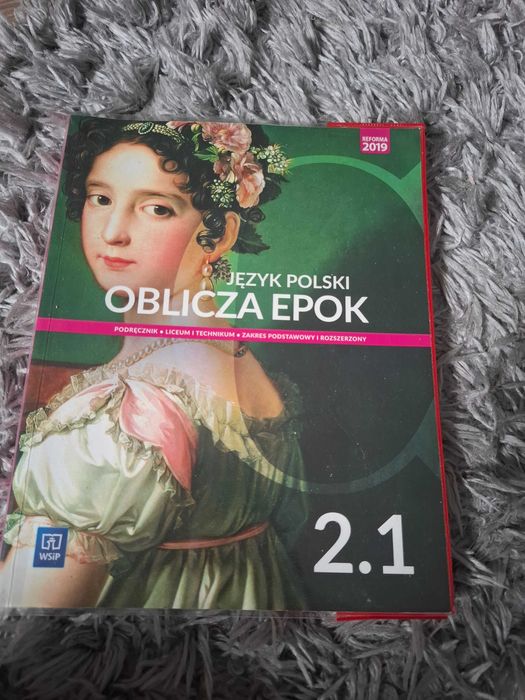 REFORMA
2019
JĘZYK POLSKI
OBLICZA EPOK
PODRĘCZNIK • LICEUM I TECHNIKUM • ZAKRES PODSTAWOWY I ROZSZERZONY
2.1
WSiP